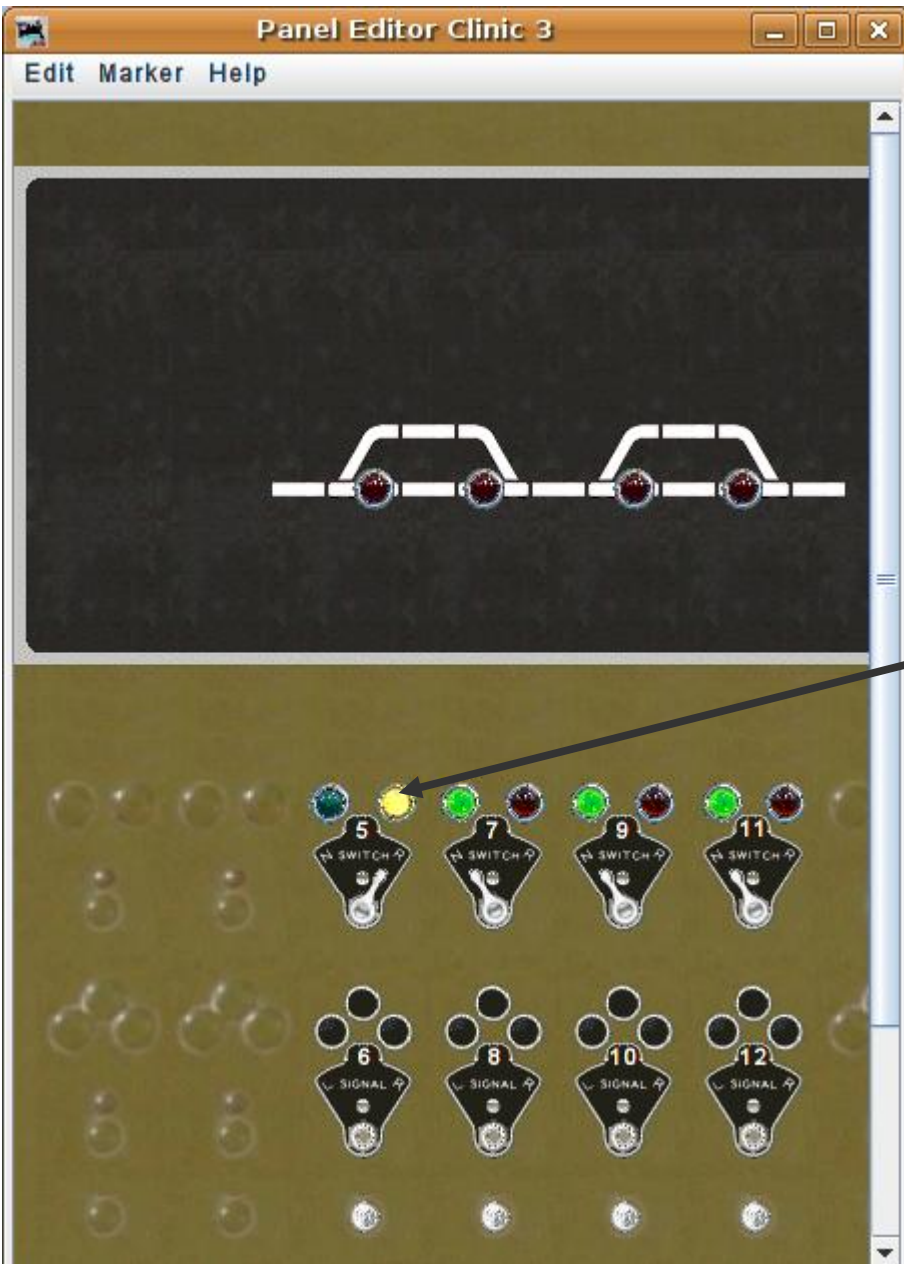 Panel Editor Clinic 3
Edit Marker Help
5 7 9 11
N SWITCH R N SWITCH R N SWITCH R N SWITCH R
6 8 10 12
L SIGNAL R L SIGNAL R L SIGNAL R L SIGNAL R